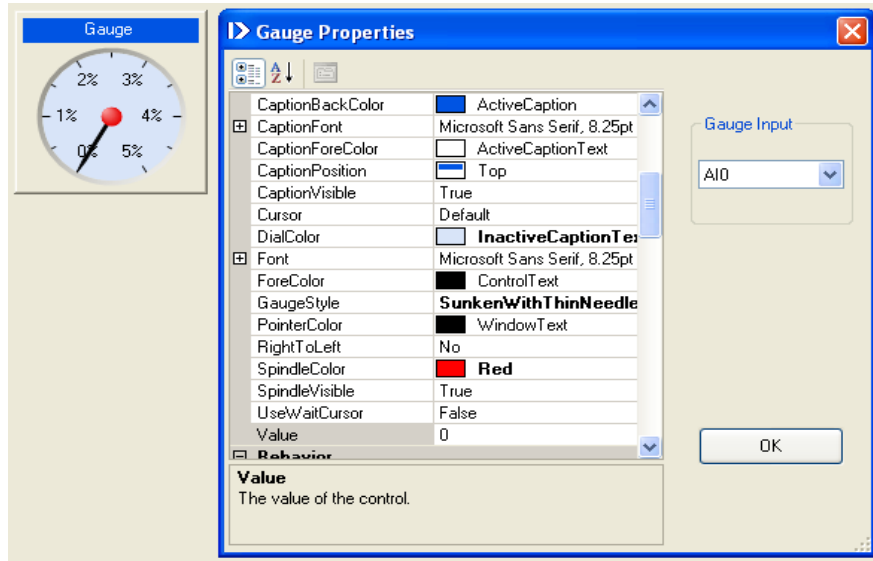 Gauge
2% 3%
1% 4%
0% 5%
Gauge Properties
CaptionBackColor ActiveCaption
CaptionFont Microsoft Sans Serif, 8.25pt
CaptionForeColor ActiveCaptionText
CaptionPosition Top
CaptionVisible True
Cursor Default
DialColor InactiveCaptionTe
Font Microsoft Sans Serif, 8.25pt
ForeColor ControlText
GaugeStyle SunkenWithThinNeedle
PointerColor WindowText
RightToLeft No
SpindleColor Red
SpindleVisible True
UseWaitCursor False
Value 0
Behavior
Value
The value of the control.
Gauge Input
AI0
OK